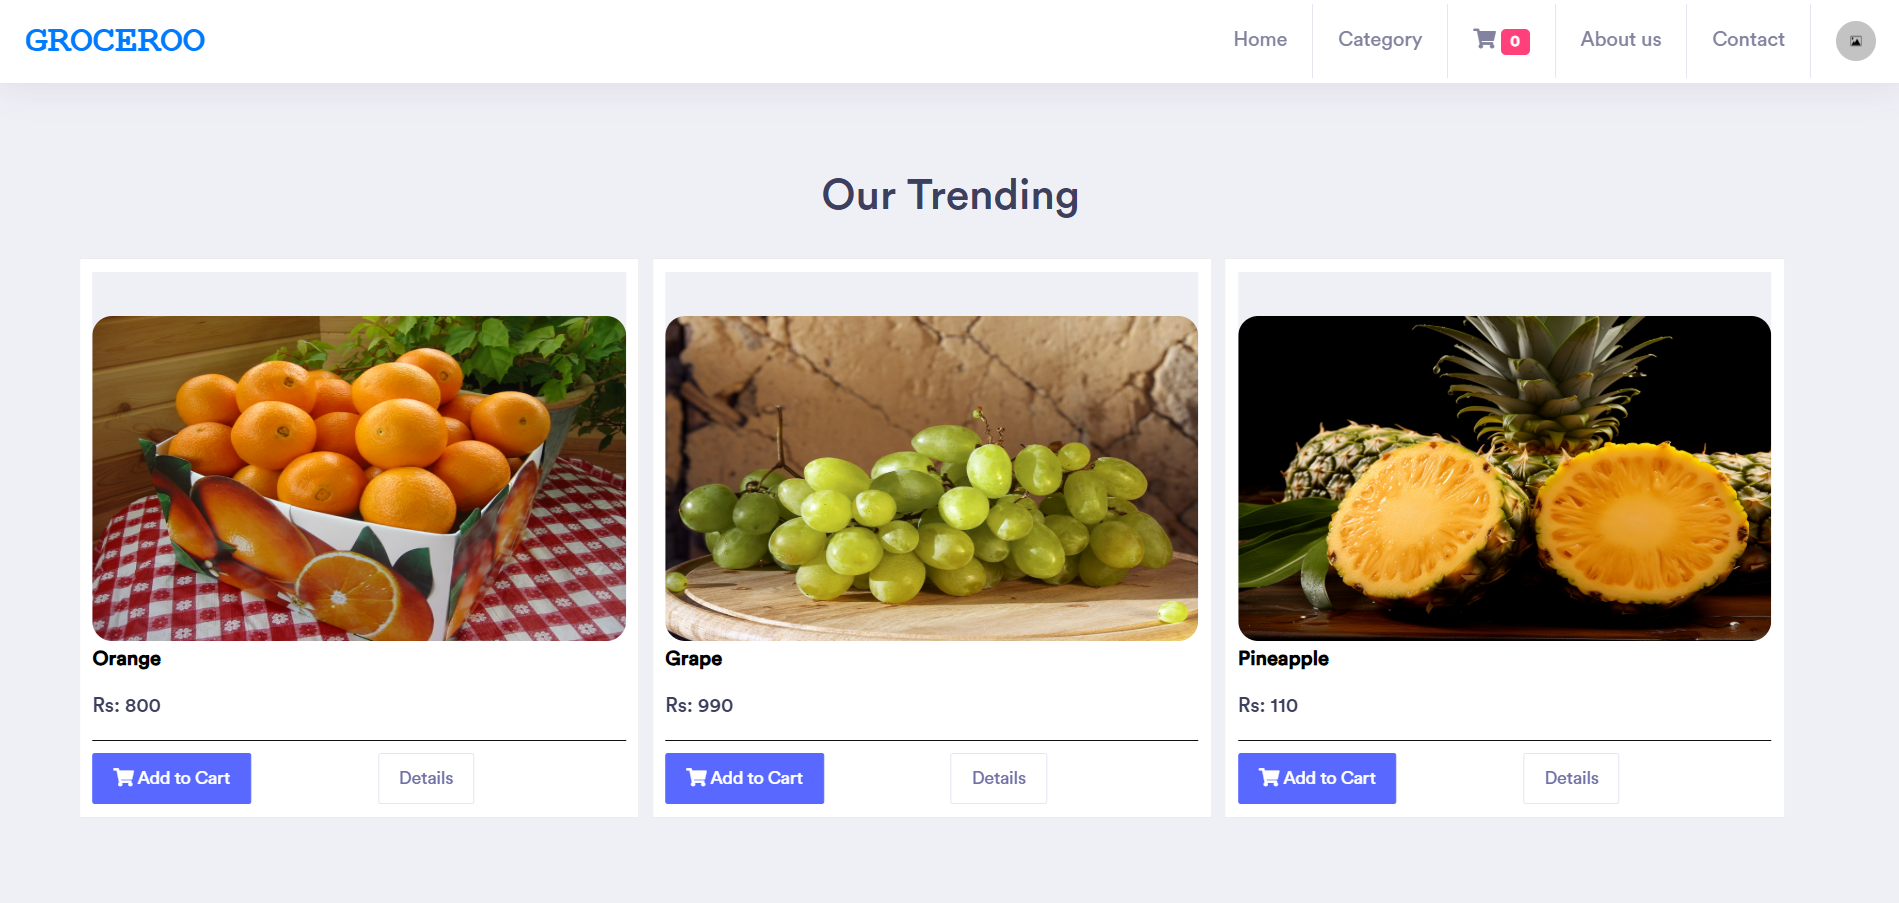 GROCEROO
Home
Category
0
About us
Contact
Our Trending
Orange
Rs: 800
Add to Cart
Details
Grape
Rs: 990
Add to Cart
Details
Pineapple
Rs: 110
Add to Cart
Details